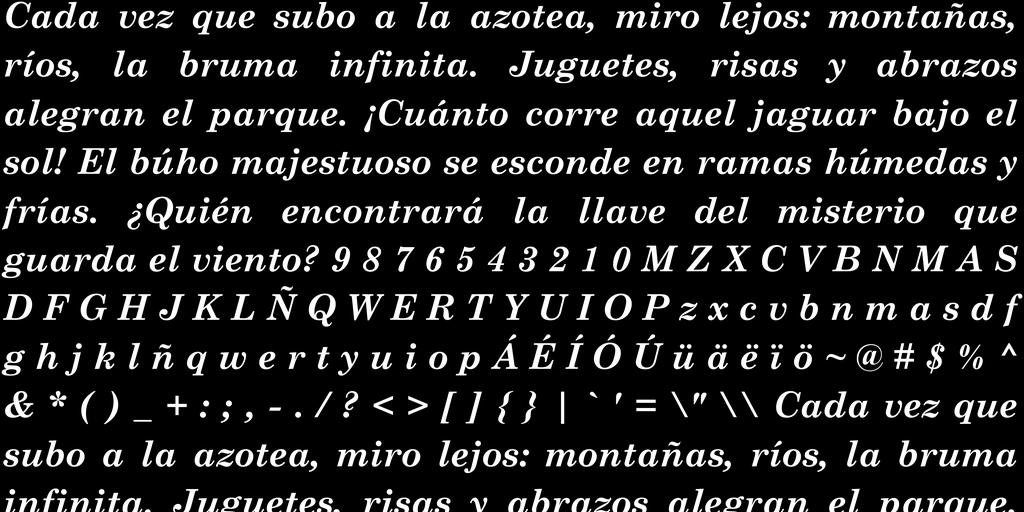 Cada vez que subo a la azotea, miro lejos: montañas,
ríos, la bruma infinita. Juguetes, risas y abrazos
alegran el parque. ¡Cuánto corre aquel jaguar bajo el
sol! El búho majestuoso se esconde en ramas húmedas y
frías. ¿Quién encontrará la llave del misterio que
guarda el viento? 9 8 7 6 5 4 3 2 1 0 M Z X C V B N M A S
D F G H J K L Ñ Q W E R T Y U I O P z x c v b n m a s d f
g h j k l ñ q w e r t y u i o p Á É Í Ó Ú ü ä ë ï ö ~ @ # $ % ^
& * ( ) _ + : ; , - . / ? < > [ ] { } | ` ' = \" \\ Cada vez que
subo a la azotea, miro lejos: montañas, ríos, la bruma
infinita. Juguetes, risas y abrazos alegran el parque.